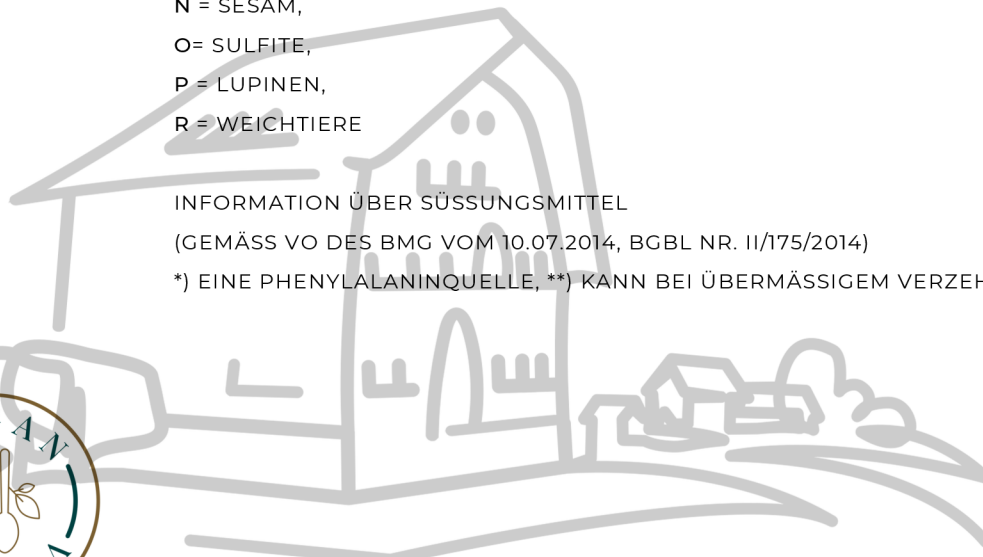 N = SESAM,
O= SULFITE,
P = LUPINEN,
R = WEICHTIERE
INFORMATION ÜBER SÜSSUNGSMITTEL
(GEMÄSS VO DES BMG VOM 10.07.2014, BGBL NR. II/175/2014)
*) EINE PHENYLALANINQUELLE, **) KANN BEI ÜBERMÄSSIGEM VERZEH